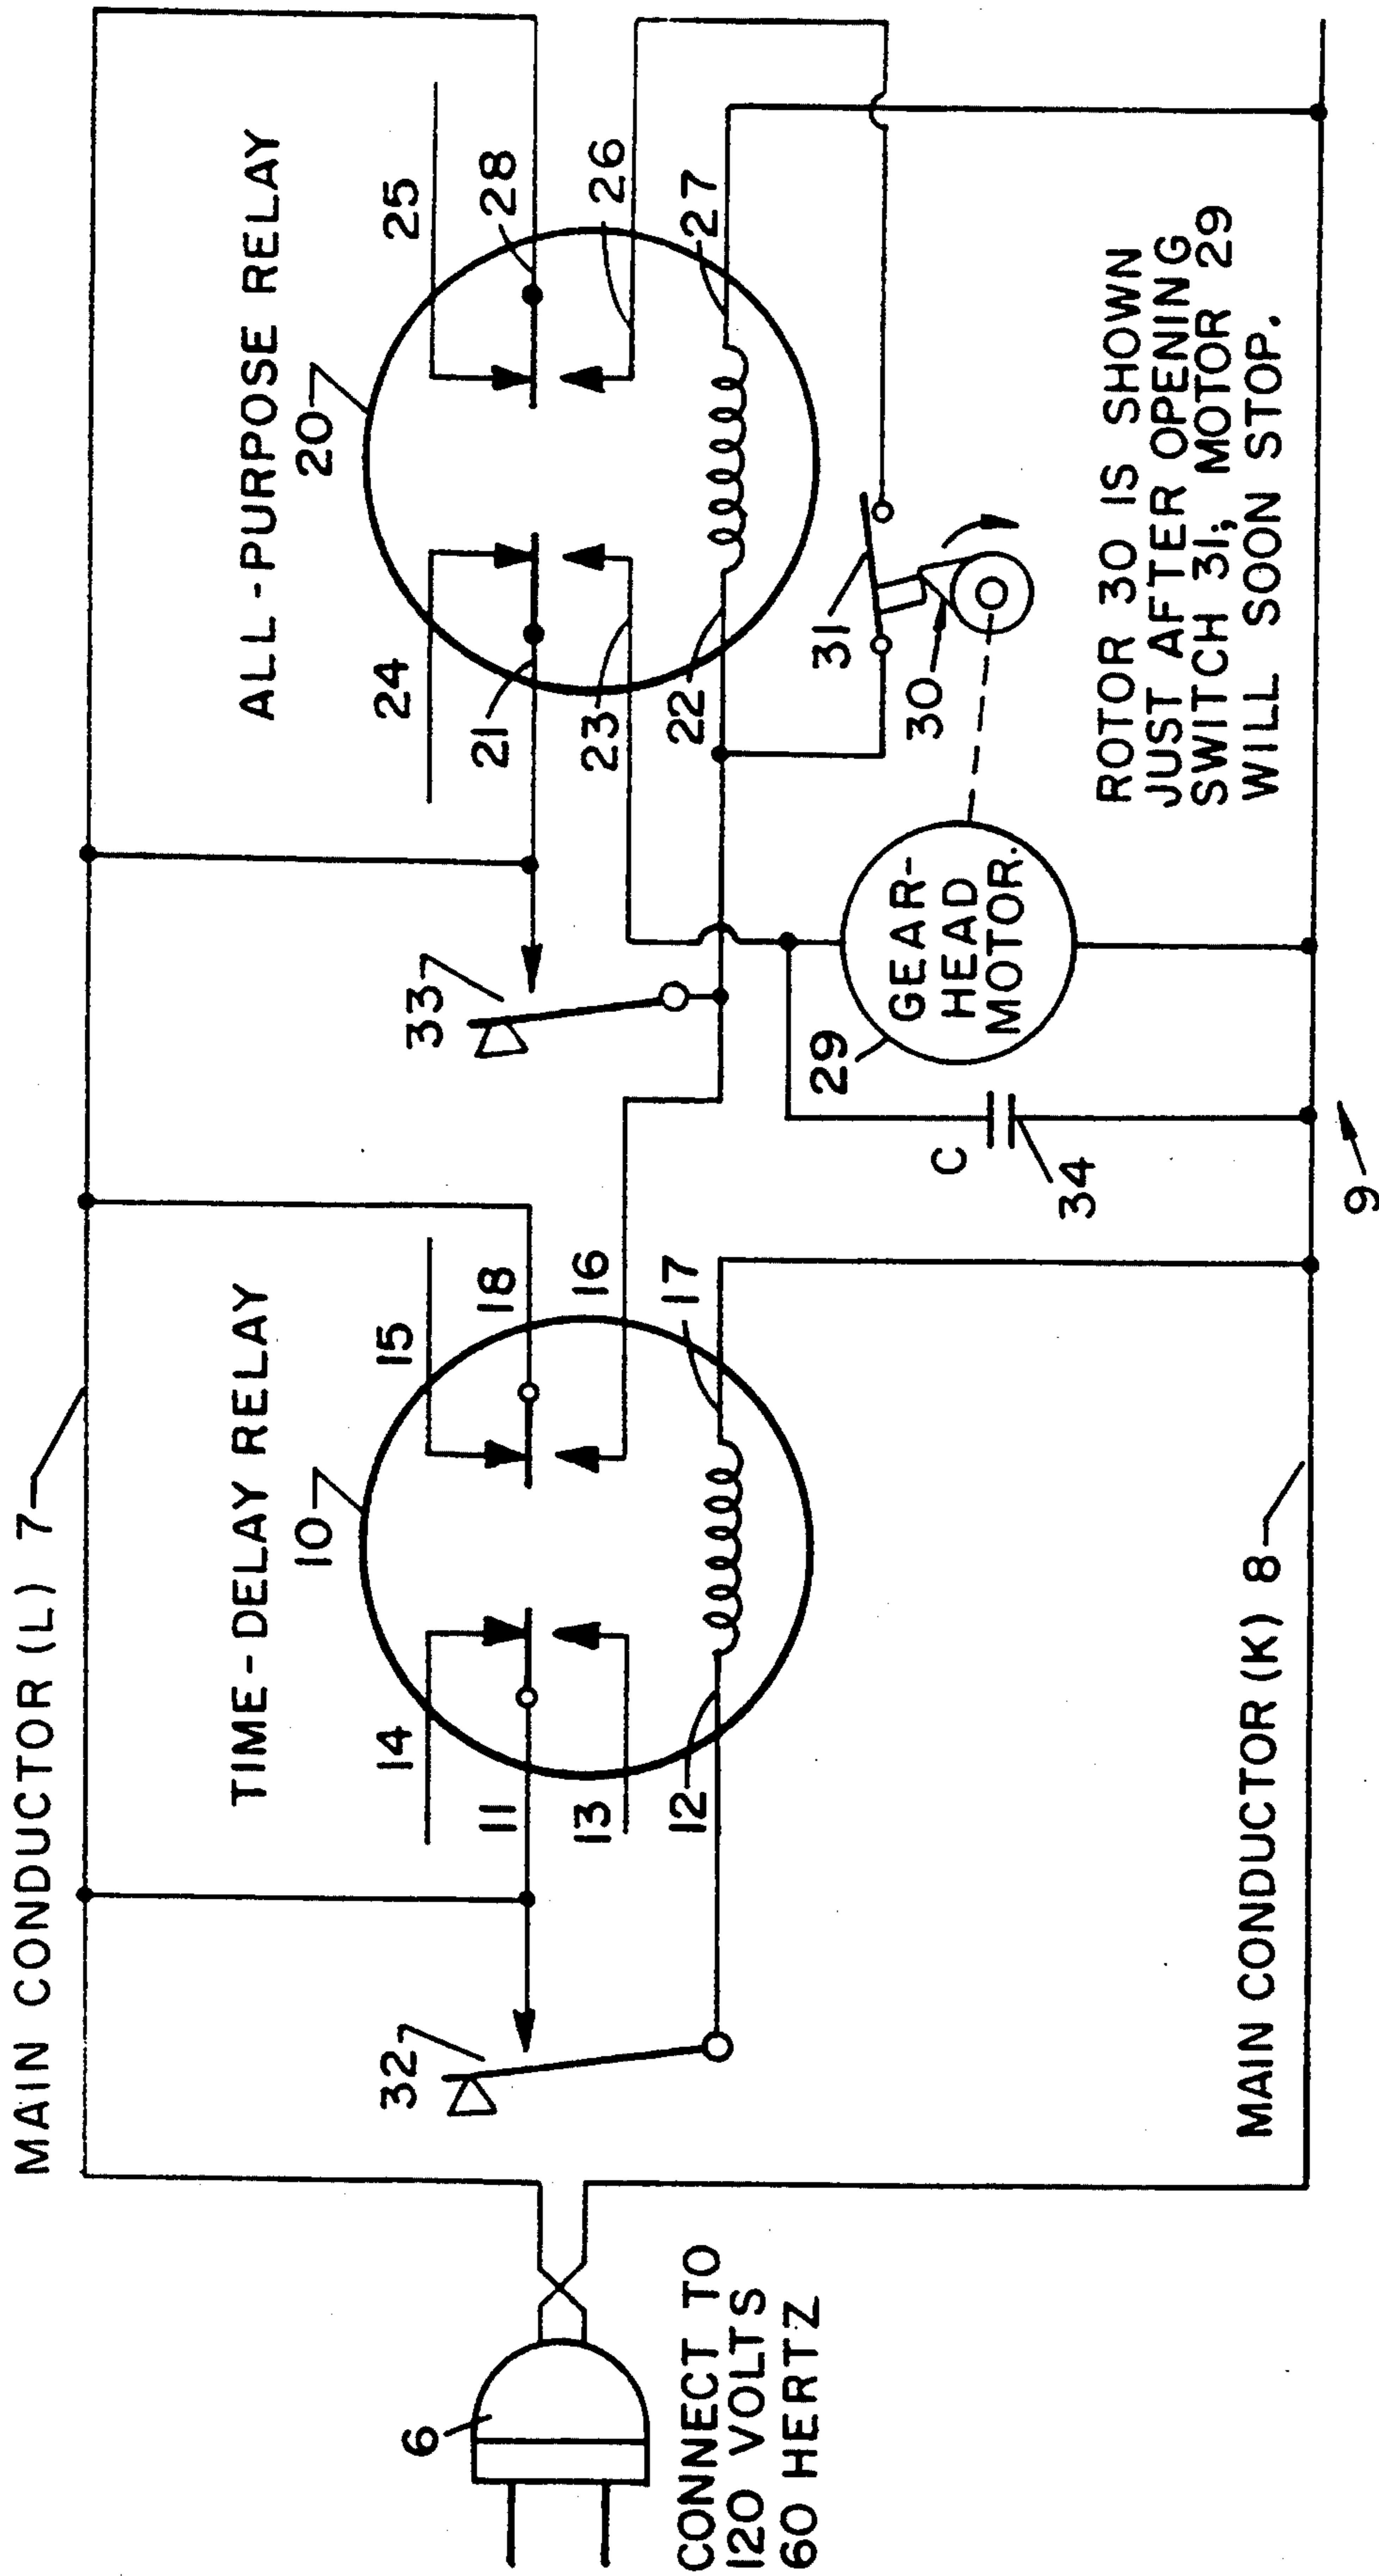 MAIN CONDUCTOR (L) 7
TIME-DELAY RELAY
ALL-PURPOSE RELAY
10
20
32
14
15
33
24
25
11
18
21
28
13
16
23
26
12
17
22
27
6
CONNECT TO
120 VOLTS
60 HERTZ
C
34
29
GEAR-
HEAD
MOTOR.
30
31
ROTOR 30 IS SHOWN
JUST AFTER OPENING
SWITCH 31; MOTOR 29
WILL SOON STOP.
MAIN CONDUCTOR (K) 8
9